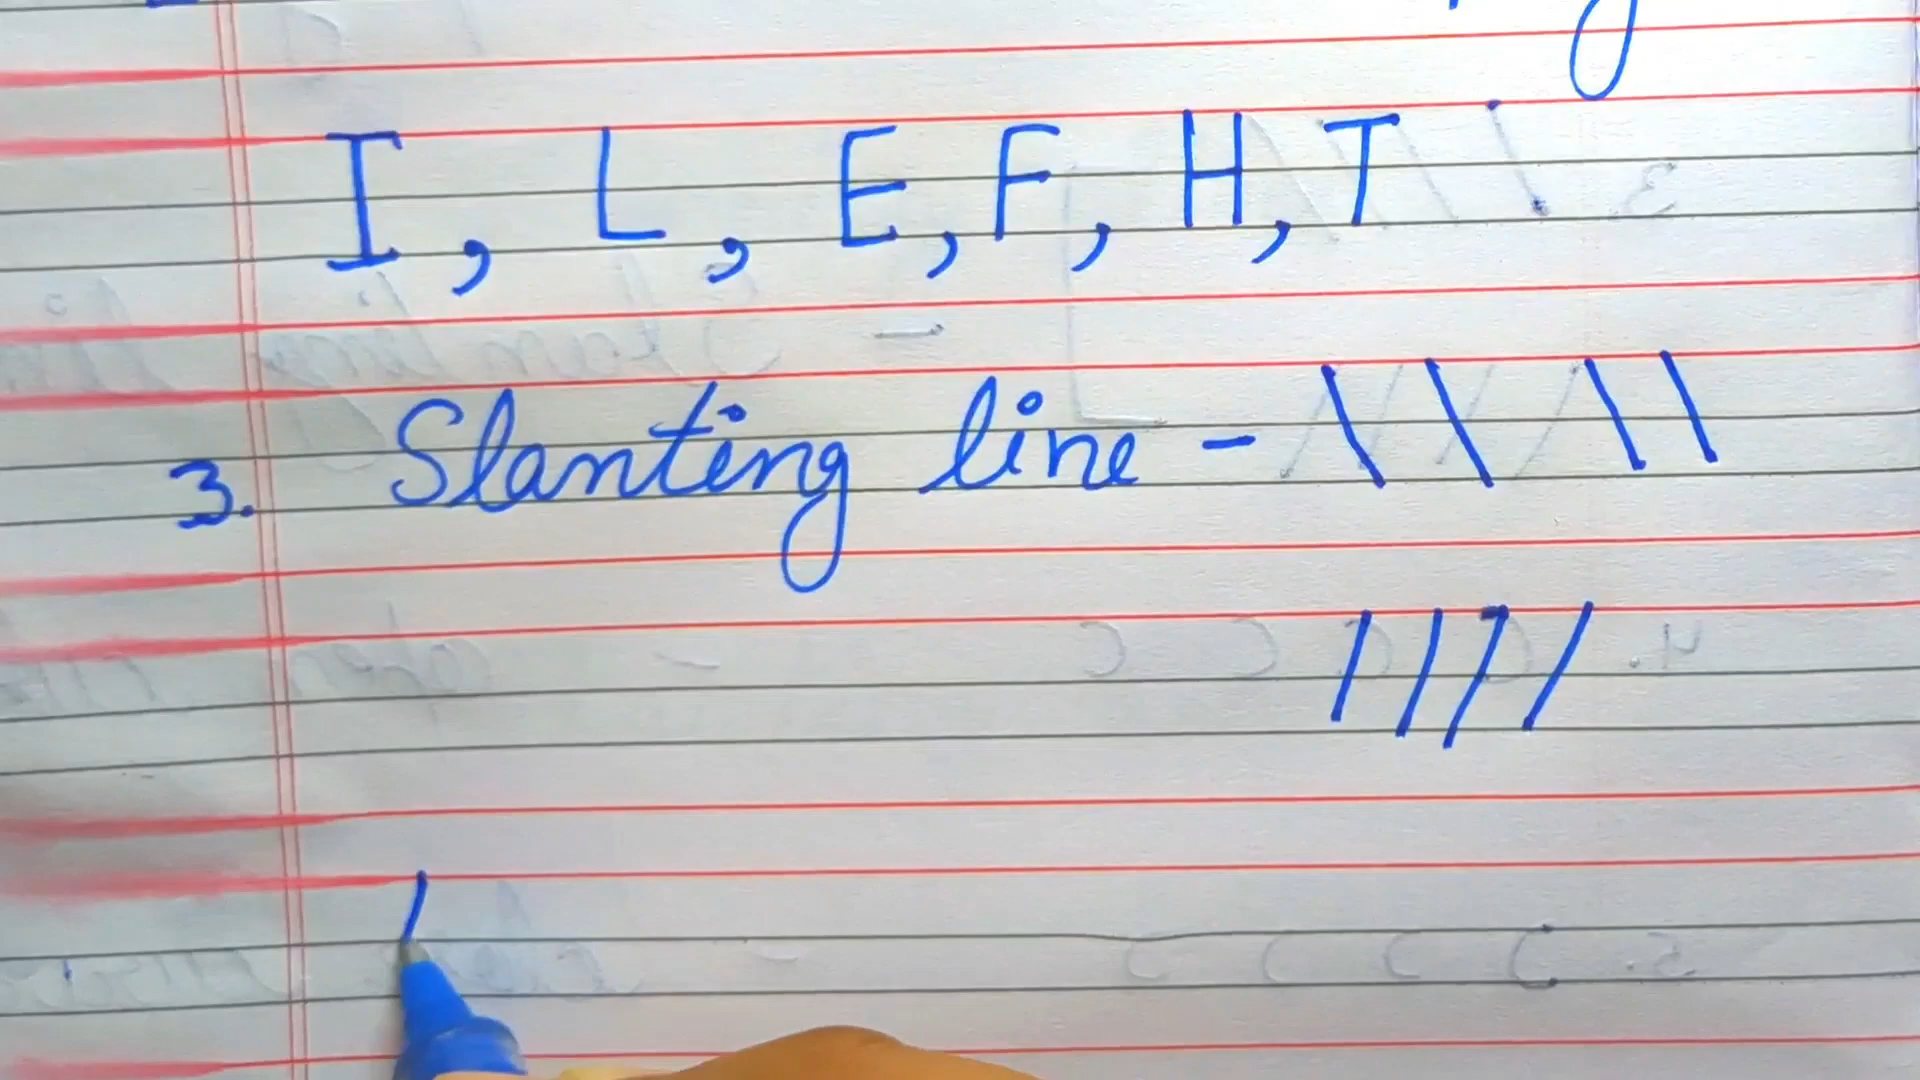 I, L, E, F, H, T
3. Slanting line - \ \ \ \
/ / / /